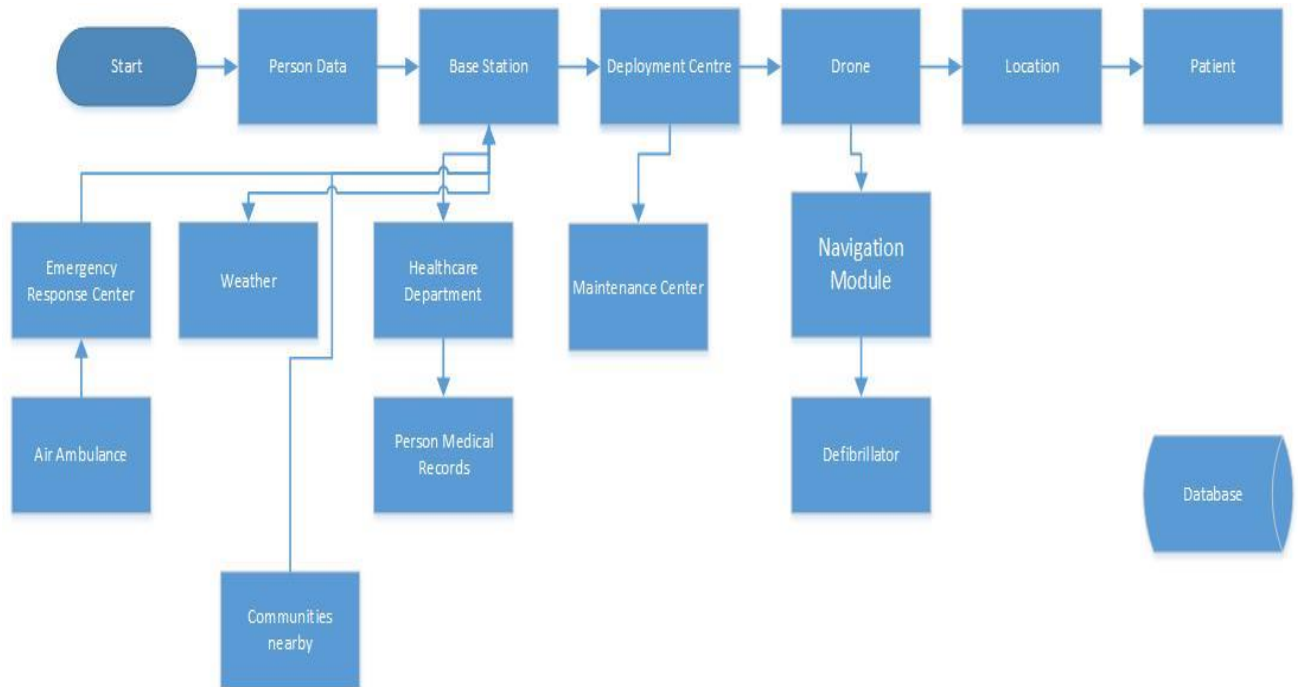 Start
Person Data
Base Station
Deployment Centre
Drone
Location
Patient
Emergency
Response Center
Weather
Healthcare
Department
Maintenance Center
Navigation
Module
Air Ambulance
Person Medical
Records
Defibrillator
Database
Communities
nearby